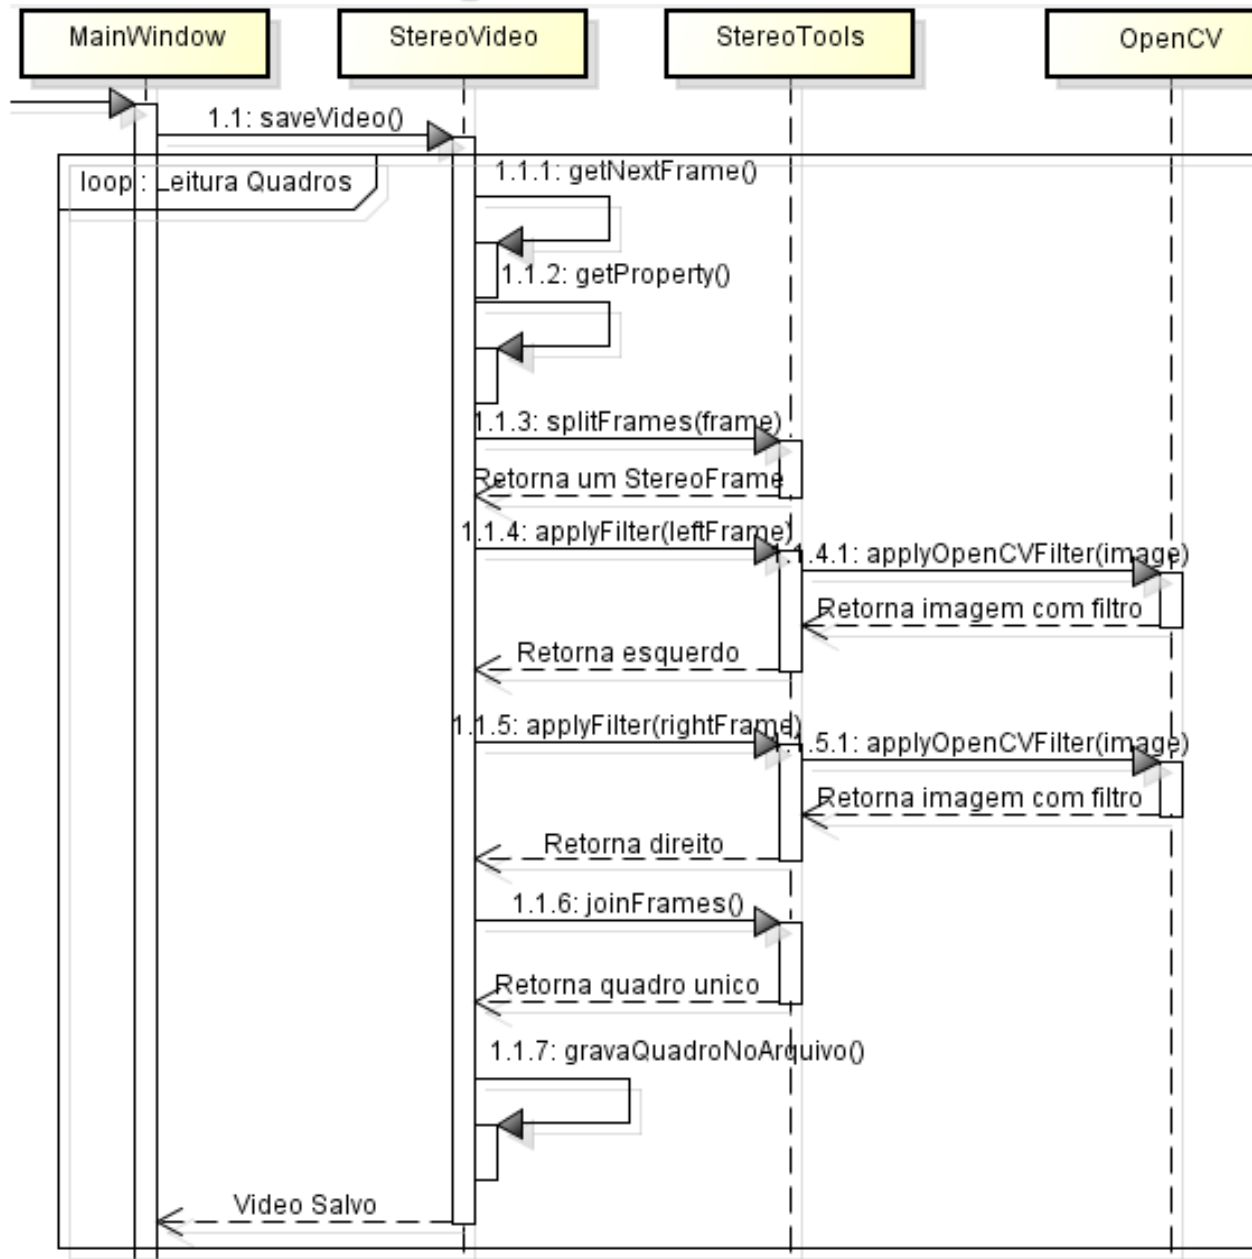 MainWindow
StereoVideo
StereoTools
OpenCV
1.1: saveVideo()
loop : Leitura Quadros
1.1.1: getNextFrame()
1.1.2: getProperty()
1.1.3: splitFrames(frame)
Retorna um StereoFrame
1.1.4: applyFilter(leftFrame)
1.4.1: applyOpenCVFilter(image)
Retorna imagem com filtro
Retorna esquerdo
1.1.5: applyFilter(rightFrame)
.5.1: applyOpenCVFilter(image)
Retorna imagem com filtro
Retorna direito
1.1.6: joinFrames()
Retorna quadro unico
1.1.7: gravaQuadroNoArquivo()
Video Salvo